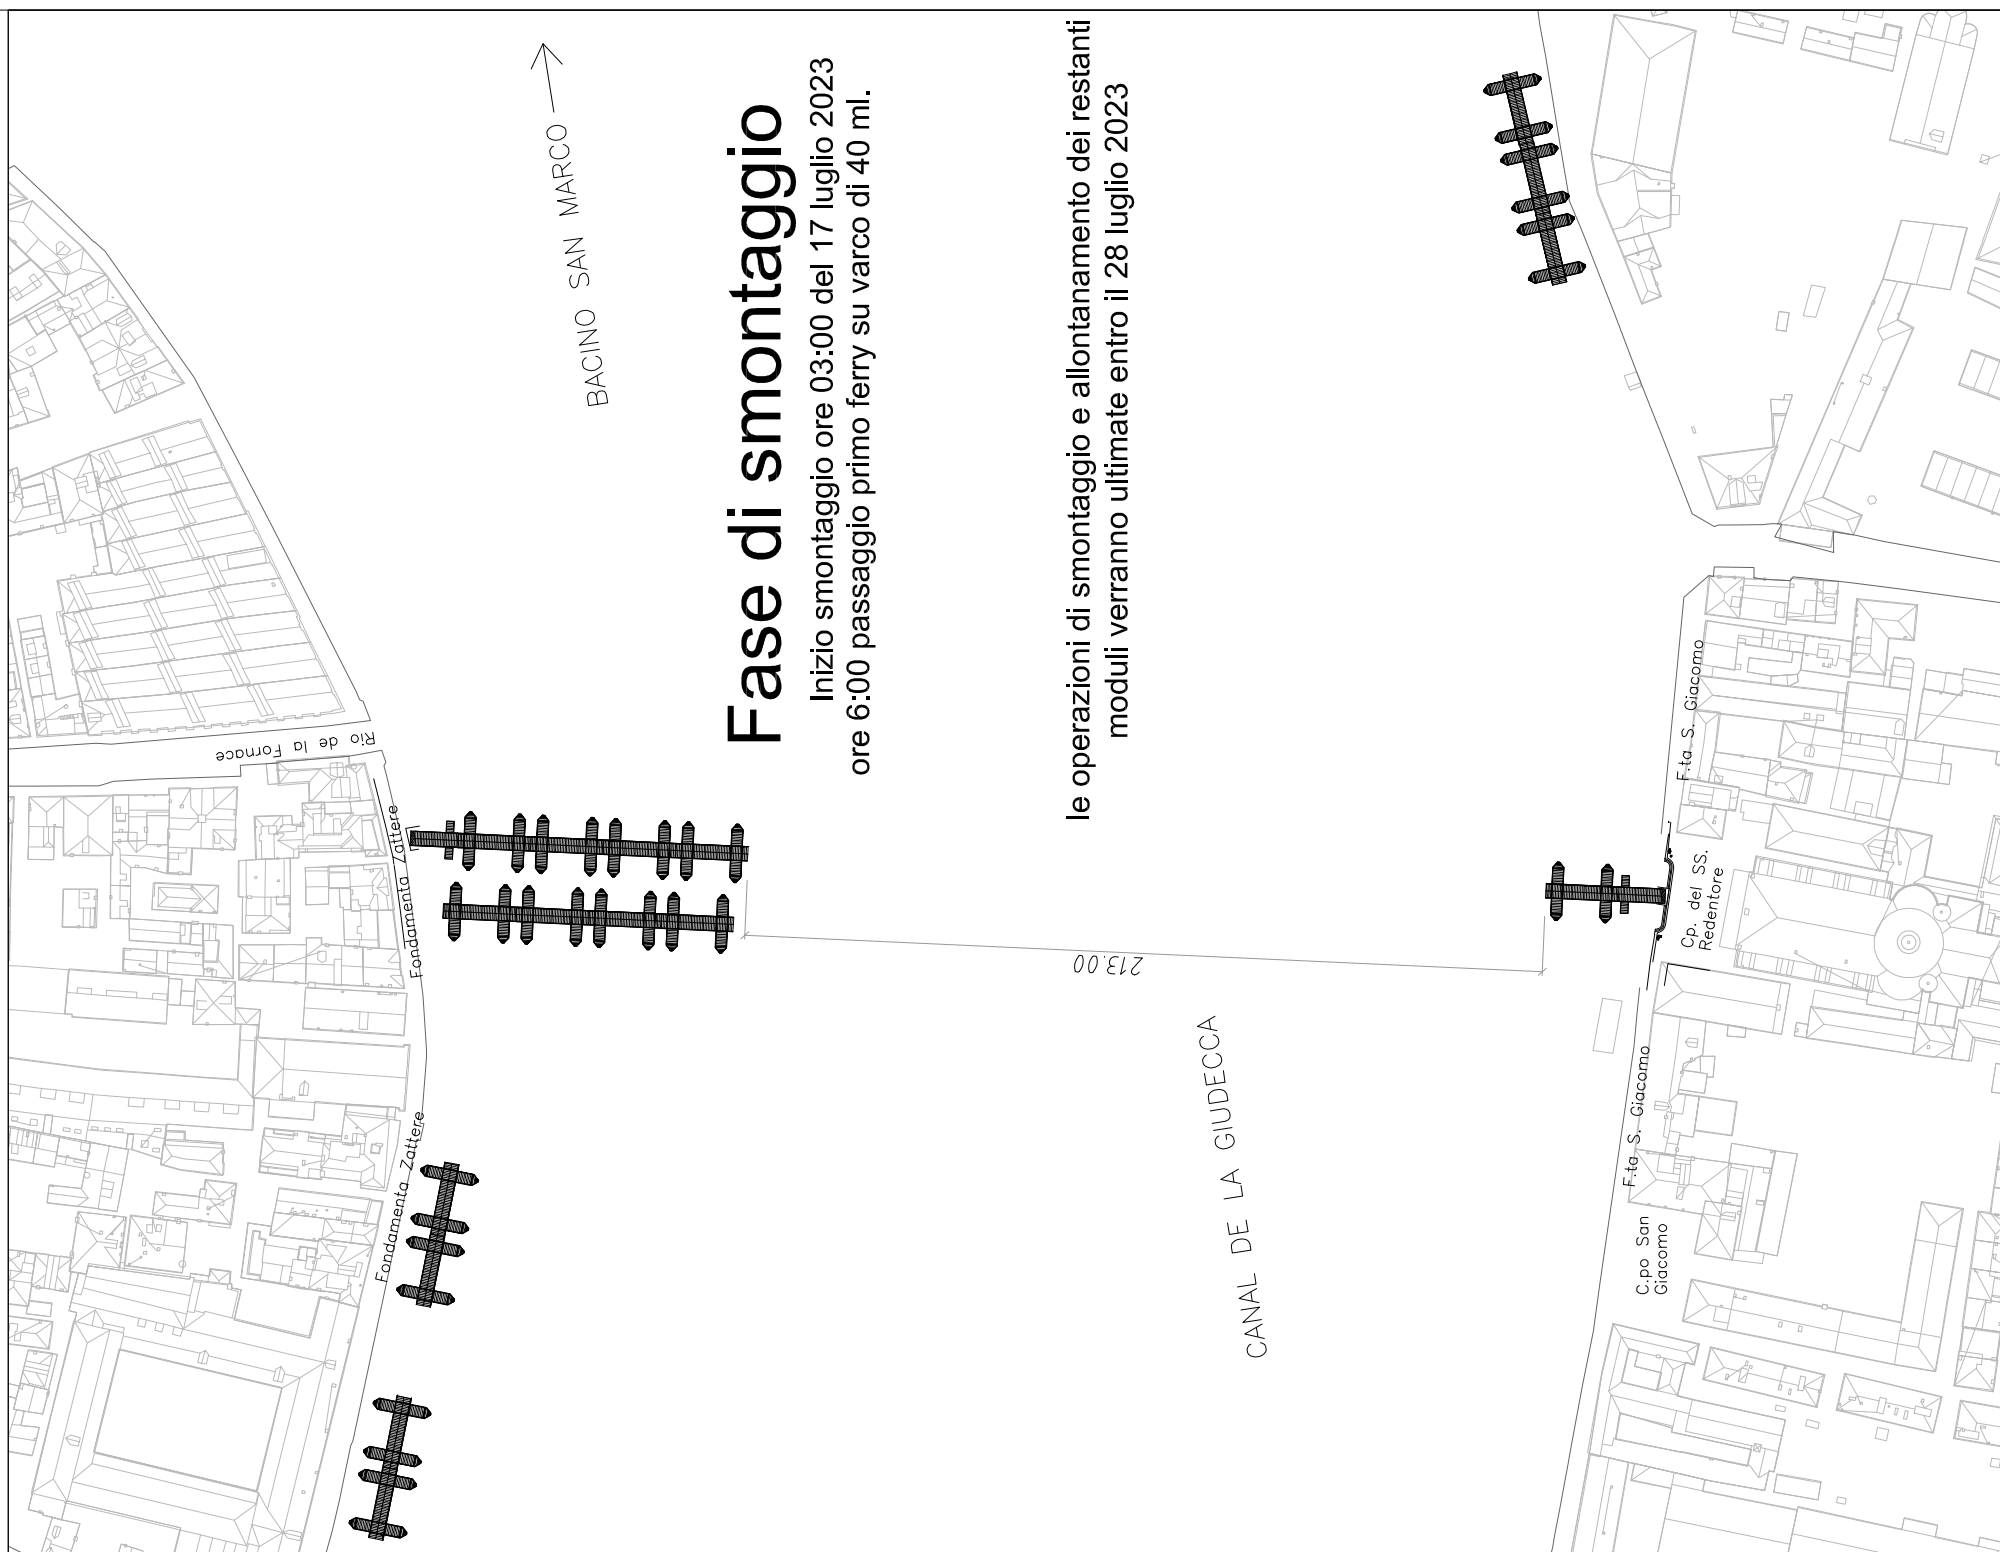 Fase di smontaggio
Inizio smontaggio ore 03:00 del 17 luglio 2023
ore 6:00 passaggio primo ferry su varco di 40 ml.
le operazioni di smontaggio e allontanamento dei restanti
moduli verranno ultimate entro il 28 luglio 2023
BACINO SAN MARCO
Rio de la Fornace
Fondamenta Zattere
Fondamenta Zattere
Fondamenta Zattere
213.00
CANAL DE LA GIUDECCA
F.ta S. Giacomo
Cp. del SS.
Redentore
F.ta S. Giacomo
C.po San
Giacomo